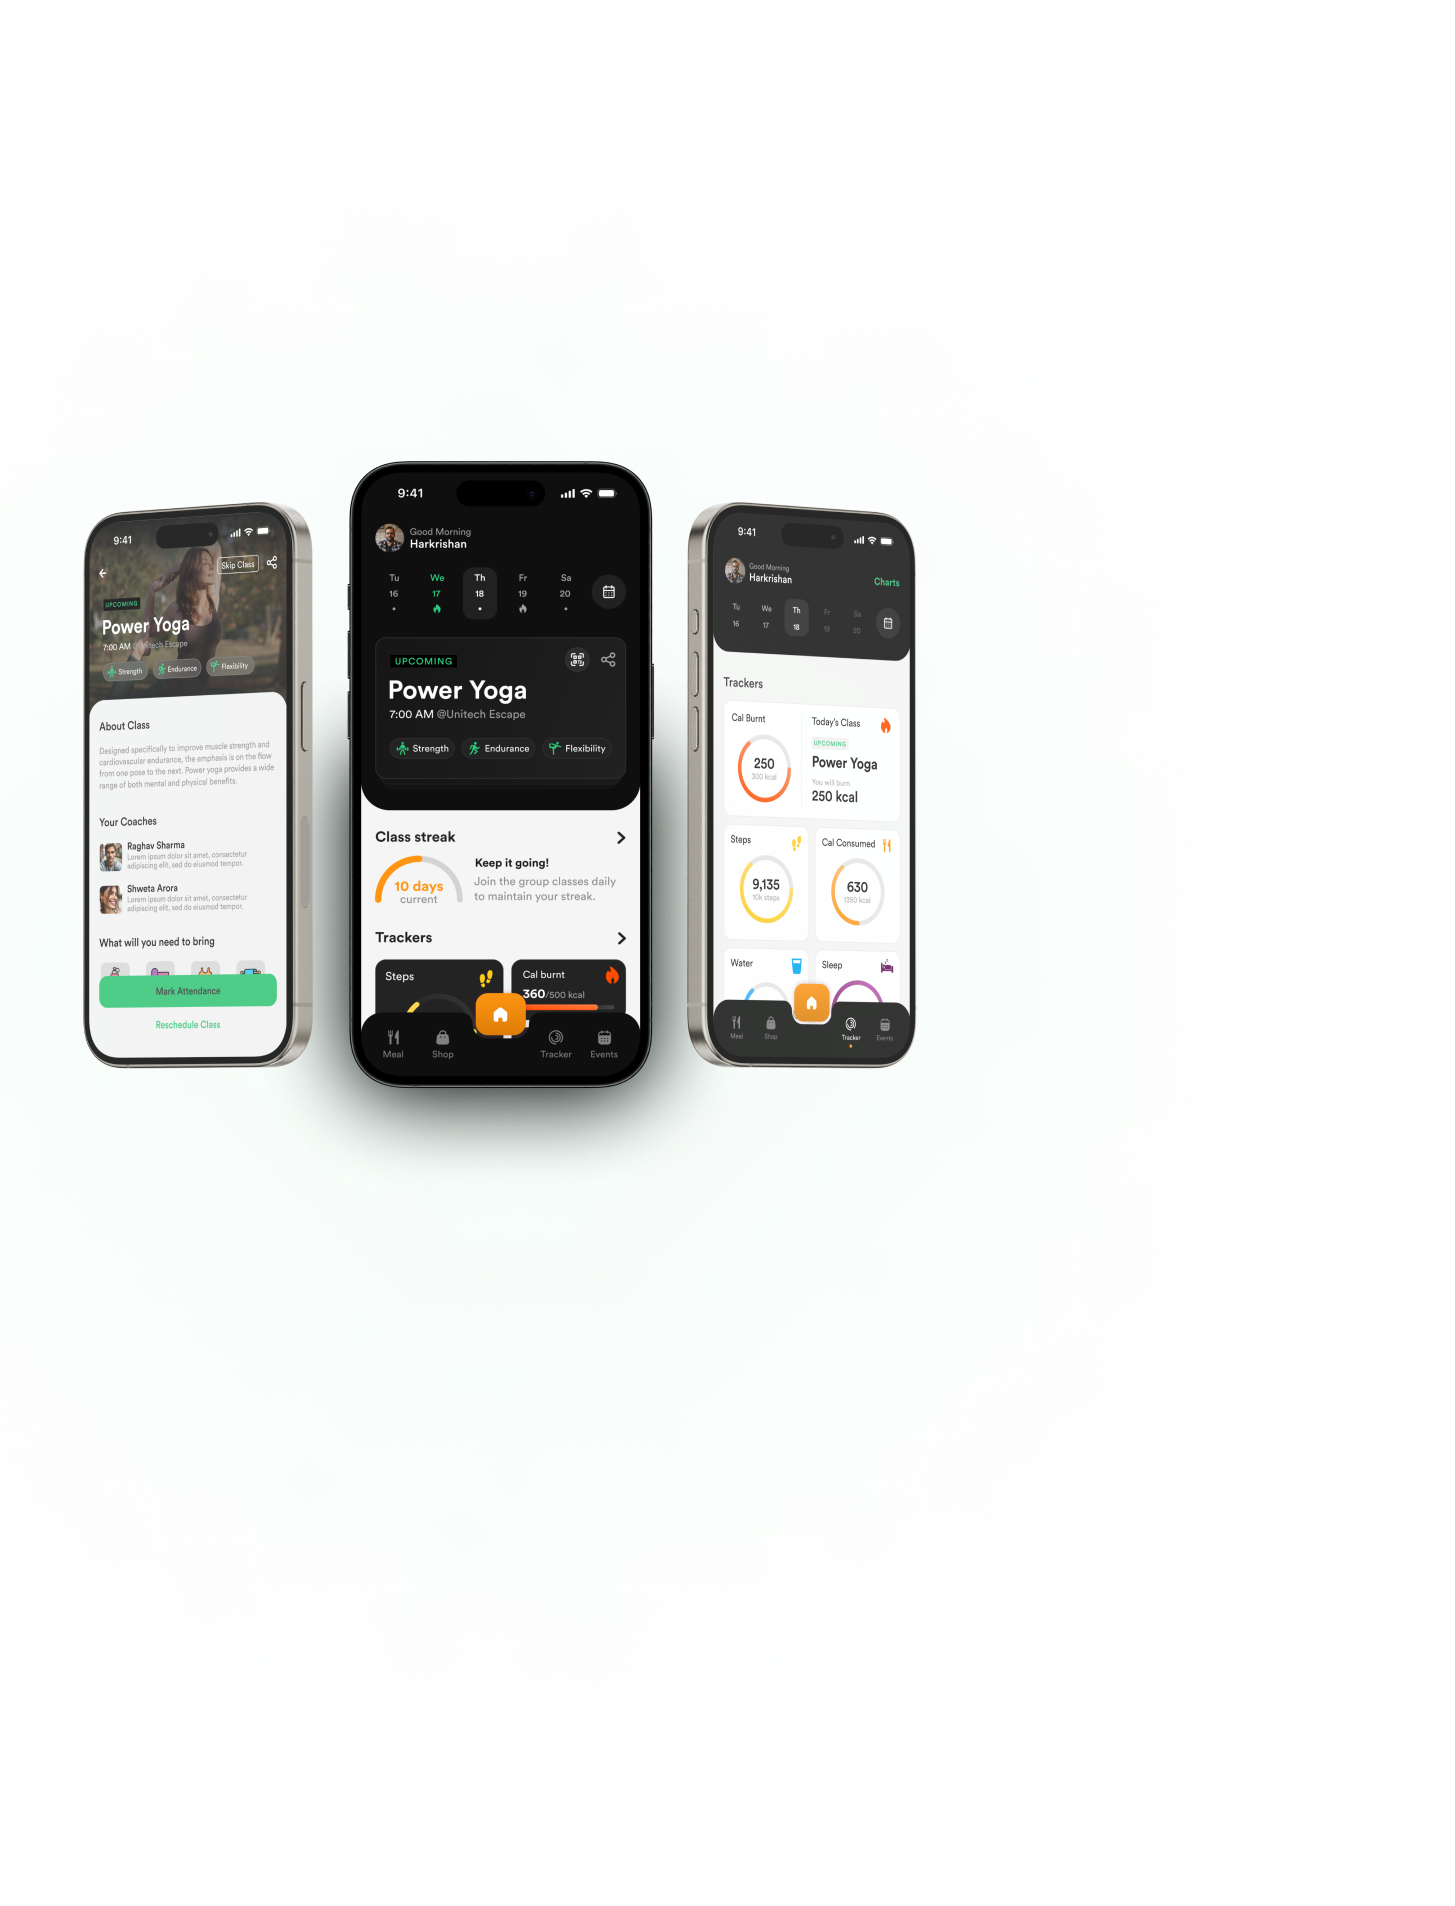 9:41
Skip Class
UPCOMING
Power Yoga
7:00 AM @Unitech Escape
Strength
Endurance
Flexibility
About Class
Designed specifically to improve muscle strength and
cardiovascular endurance, the emphasis is on the flow
from one pose to the next. Power yoga provides a wide
range of both mental and physical benefits.
Your Coaches
Raghav Sharma
Lorem ipsum dolor sit amet, consectetur
adipiscing elit, sed do eiusmod tempor.
Shweta Arora
Lorem ipsum dolor sit amet, consectetur
adipiscing elit, sed do eiusmod tempor.
What will you need to bring
Mark Attendance
Reschedule Class
9:41
Good Morning
Harkrishan
Tu We Th Fr Sa
16 17 18 19 20
UPCOMING
Power Yoga
7:00 AM @Unitech Escape
Strength
Endurance
Flexibility
Class streak
10 days
current
Keep it going!
Join the group classes daily
to maintain your streak.
Trackers
Steps
Cal burnt
360/500 kcal
Meal
Shop
Tracker
Events
9:41
Good Morning
Harkrishan
Charts
Tu We Th Fr Sa
16 17 18 19 20
Trackers
Cal Burnt
250
300 kcal
Today's Class
UPCOMING
Power Yoga
You will burn
250 kcal
Steps
9,135
10k steps
Cal Consumed
630
1350 kcal
Water
Sleep
Meal
Shop
Tracker
Events